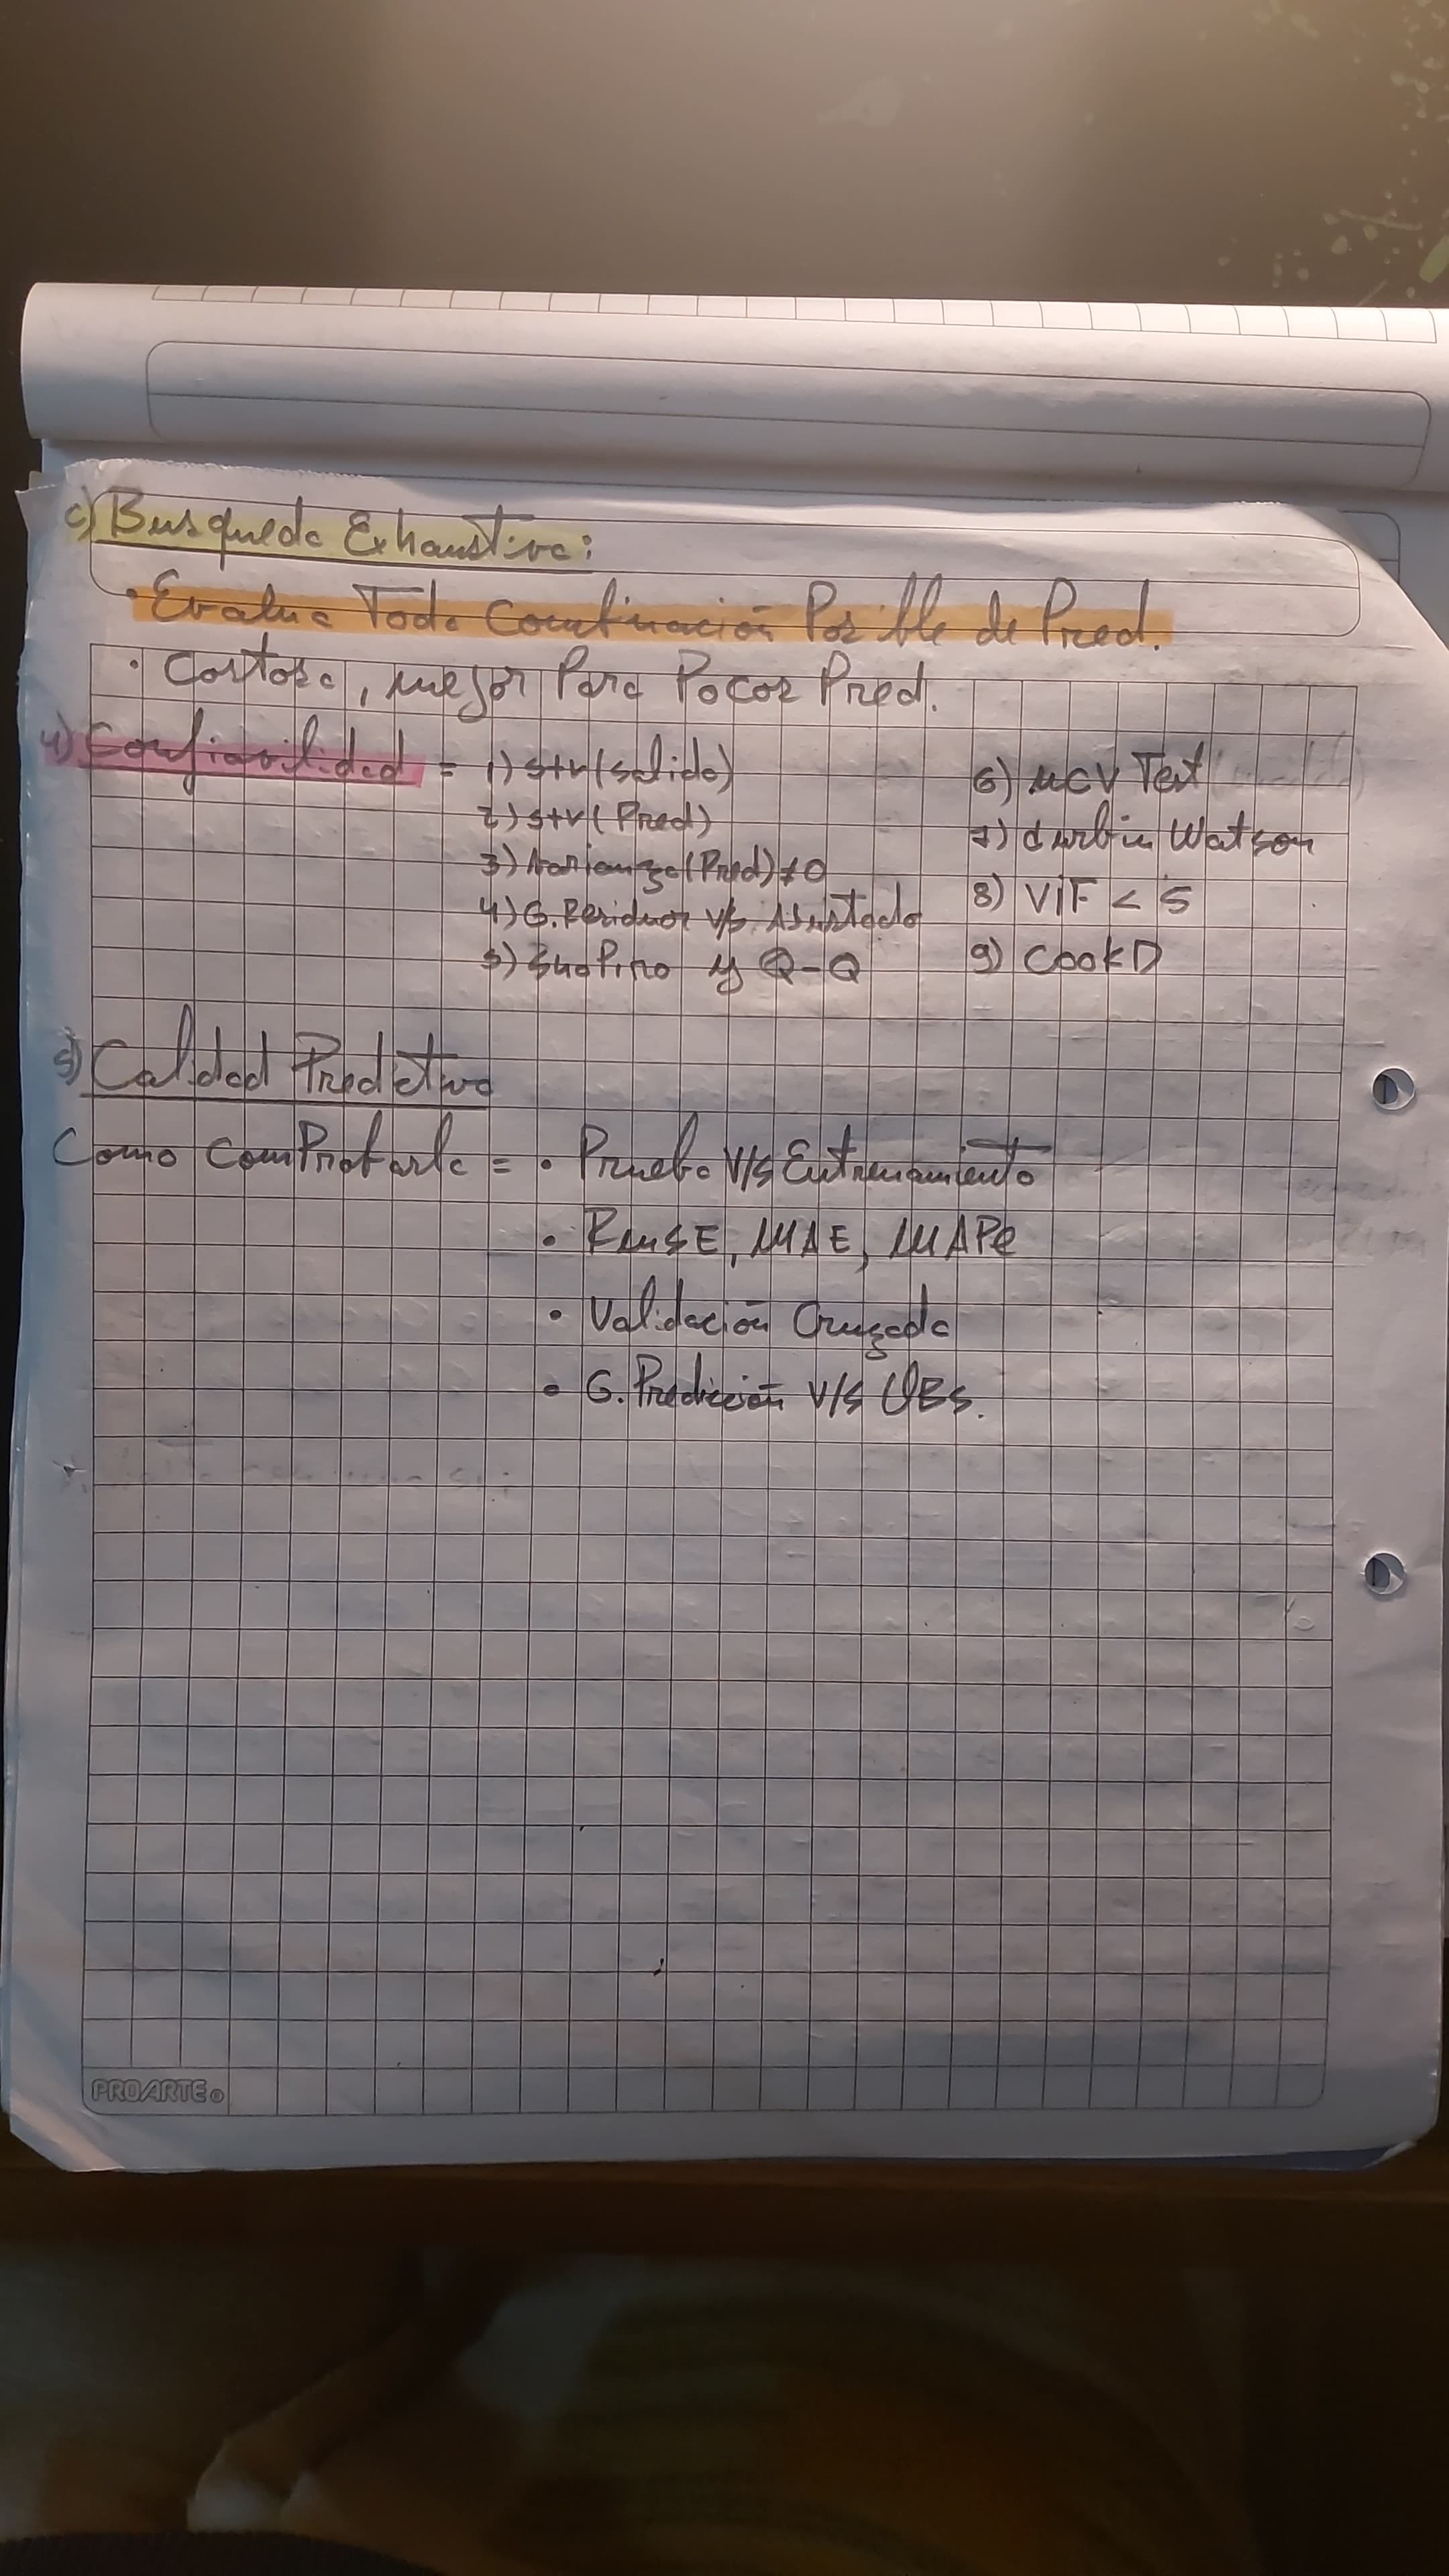 c) Busqueda Exhaustiva:
• Evalua Toda Combinación Posible de Pred.
• Costosa, mejor Para Pocos Pred.
4) Confiavilidad = 1) str(salida)
2) str(Pred)
3) Varianza(Pred)≠0
4) G. Residuos v/s Ajustado
5) Shapiro y Q-Q
6) ncv Test
7) durbin Watson
8) VIF < 5
9) CookD
5) Calidad Predictiva
Como comProbarla = • Prueba v/s Entrenamiento
• RmsE, MAE, MAPe
• Validación Cruzada
• G. Predicción v/s OBs.
PROARTE®